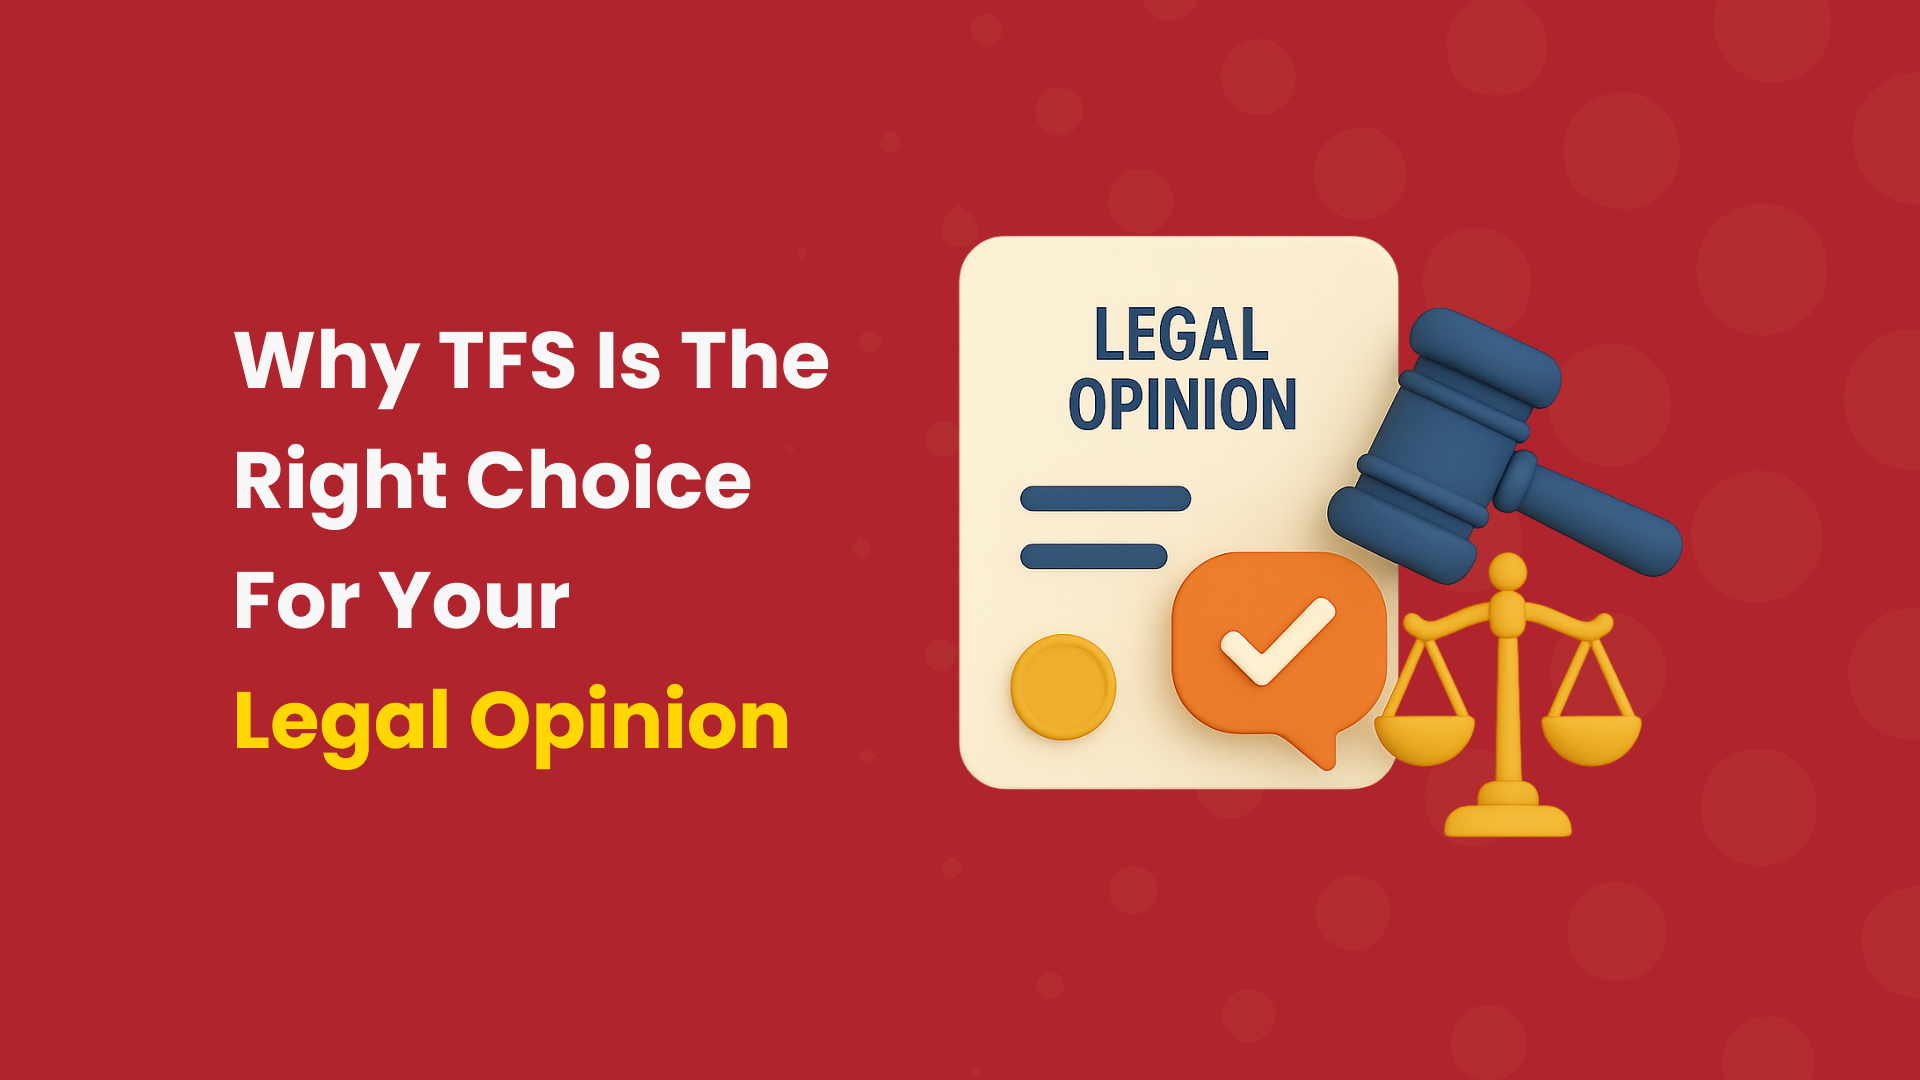 Why TFS Is The
Right Choice
For Your
Legal Opinion
LEGAL
OPINION